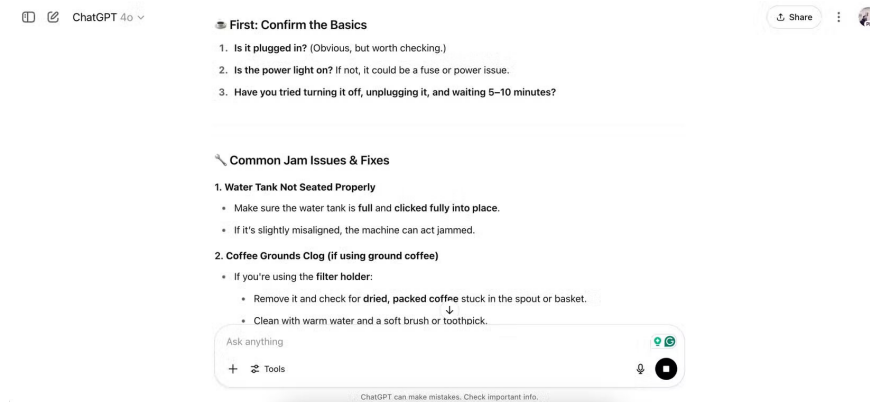 ChatGPT 4o
Share
☕ First: Confirm the Basics
1. Is it plugged in? (Obvious, but worth checking.)
2. Is the power light on? If not, it could be a fuse or power issue.
3. Have you tried turning it off, unplugging it, and waiting 5–10 minutes?
🔧 Common Jam Issues & Fixes
1. Water Tank Not Seated Properly
• Make sure the water tank is full and clicked fully into place.
• If it's slightly misaligned, the machine can act jammed.
2. Coffee Grounds Clog (if using ground coffee)
• If you're using the filter holder:
• Remove it and check for dried, packed coffee stuck in the spout or basket.
• Clean with warm water and a soft brush or toothpick.
Ask anything
Tools
ChatGPT can make mistakes. Check important info.